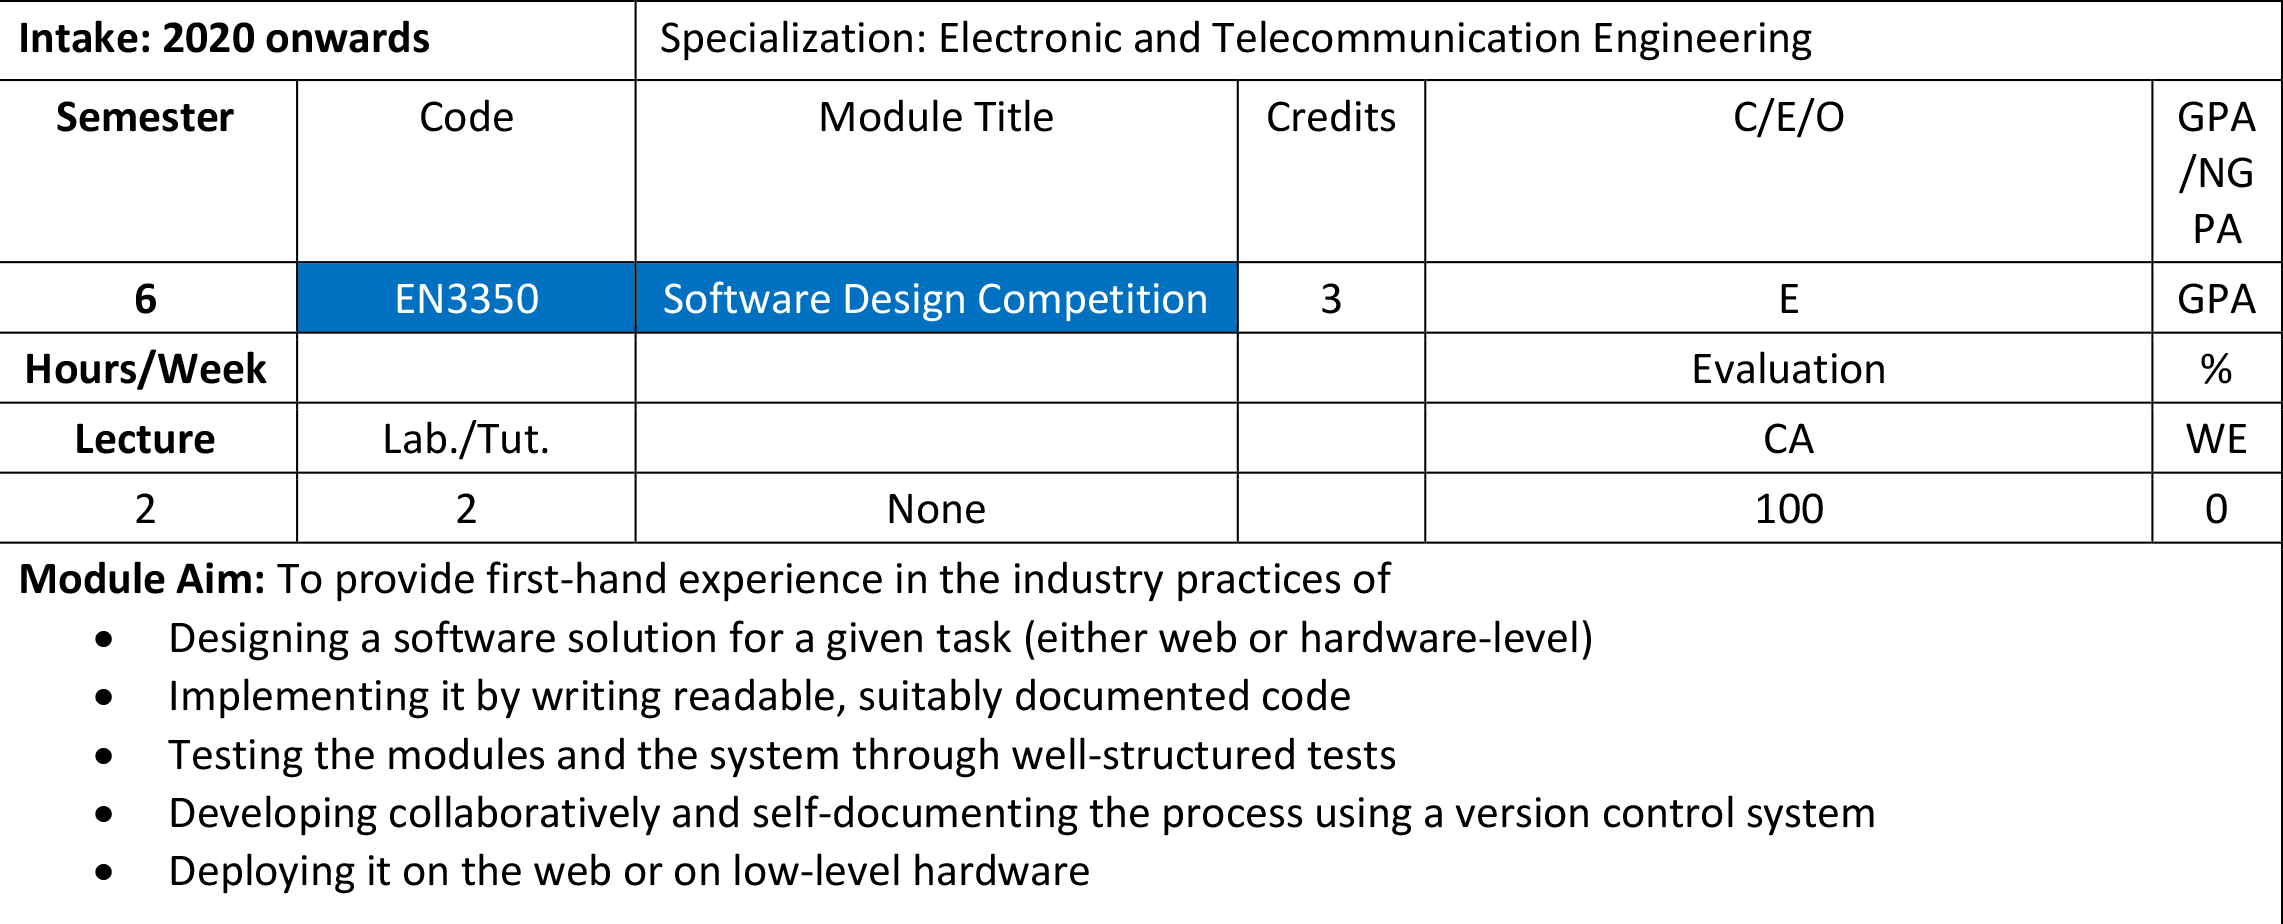 Intake: 2020 onwards Specialization: Electronic and Telecommunication Engineering
Semester Code Module Title Credits C/E/O GPA
/NG
PA
6 EN3350 Software Design Competition 3 E GPA
Hours/Week Evaluation %
Lecture Lab./Tut. CA WE
2 2 None 100 0
Module Aim: To provide first-hand experience in the industry practices of
• Designing a software solution for a given task (either web or hardware-level)
• Implementing it by writing readable, suitably documented code
• Testing the modules and the system through well-structured tests
• Developing collaboratively and self-documenting the process using a version control system
• Deploying it on the web or on low-level hardware